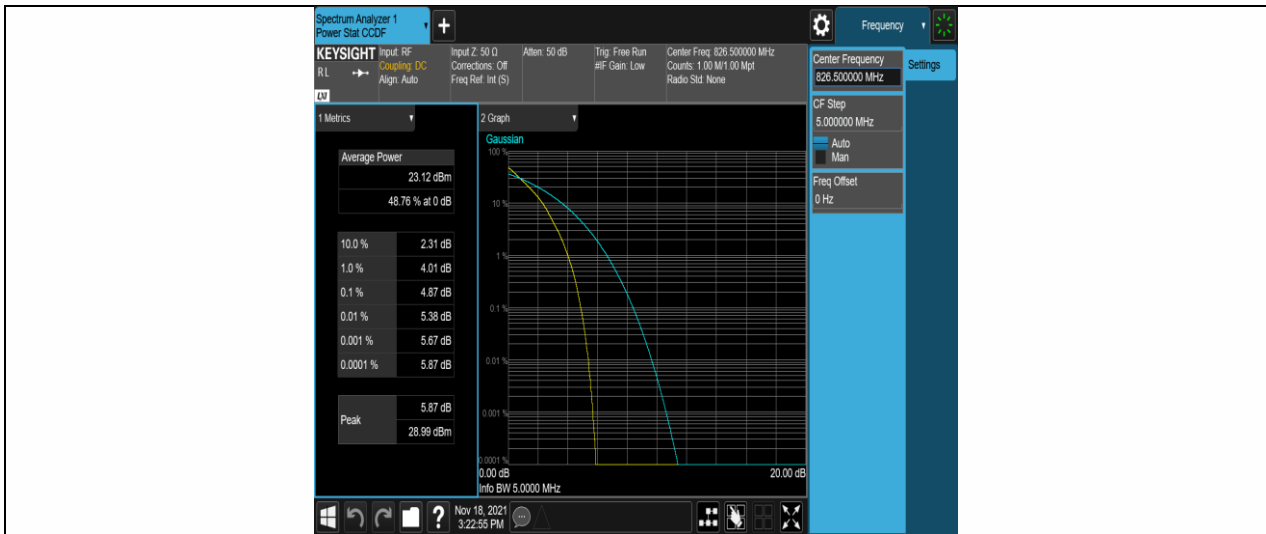 Spectrum Analyzer 1
Power Stat CCDF
+
Frequency
KEYSIGHT
RL
LXI
Input: RF
Coupling: DC
Align: Auto
Input Z: 50 Ω
Corrections: Off
Freq Ref: Int (S)
Atten: 50 dB
Trig: Free Run
#IF Gain: Low
Center Freq: 826.500000 MHz
Counts: 1.00 M/1.00 Mpt
Radio Std: None
Center Frequency
826.500000 MHz
Settings
CF Step
5.000000 MHz
Auto
Man
Freq Offset
0 Hz
1 Metrics
Average Power
23.12 dBm
48.76 % at 0 dB
10.0 % 2.31 dB
1.0 % 4.01 dB
0.1 % 4.87 dB
0.01 % 5.38 dB
0.001 % 5.67 dB
0.0001 % 5.87 dB
Peak
5.87 dB
28.99 dBm
2 Graph
Gaussian
100 %
10 %
1 %
0.1 %
0.01 %
0.001 %
0.0001 %
0.00 dB 20.00 dB
Info BW 5.0000 MHz
?
Nov 18, 2021
3:22:55 PM